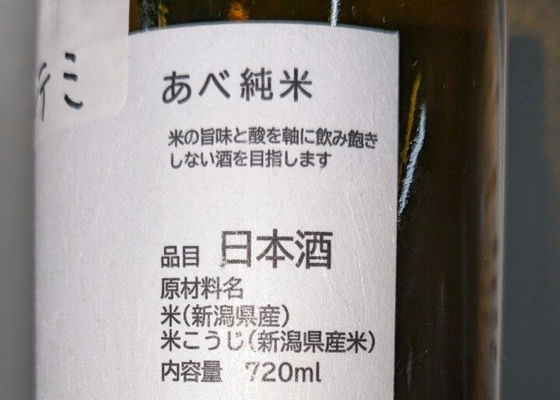 あべ純米
米の旨味と酸を軸に飲み飽き
しない酒を目指します
品目 日本酒
原材料名
米(新潟県産)
米こうじ(新潟県産米)
内容量 720ml